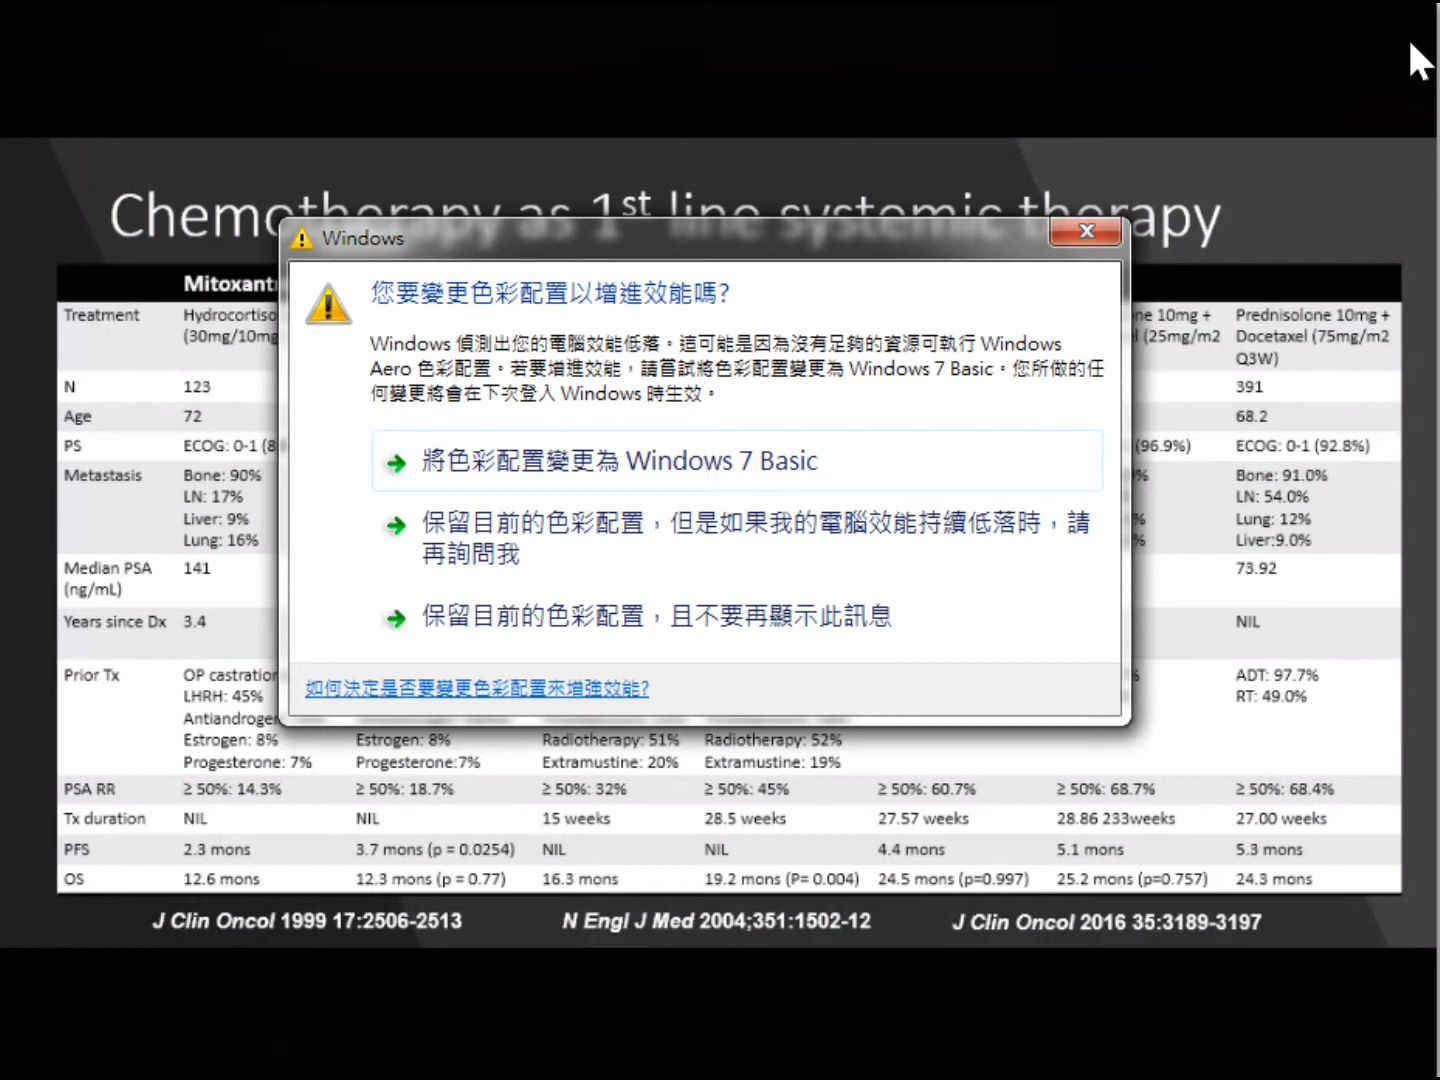 Chemotherapy as 1st line systemic therapy
Windows
您要變更色彩配置以增進效能嗎?
Windows 偵測出您的電腦效能低落。這可能是因為沒有足夠的資源可執行 Windows
Aero 色彩配置。若要增進效能，請嘗試將色彩配置變更為 Windows 7 Basic。您所做的任
何變更將會在下次登入 Windows 時生效。
將色彩配置變更為 Windows 7 Basic
保留目前的色彩配置，但是如果我的電腦效能持續低落時，請
再詢問我
保留目前的色彩配置，且不要再顯示此訊息
如何決定是否要變更色彩配置來增強效能?
Treatment
(30mg/10mg
ne 10mg + Prednisolone 10mg +
(25mg/m2 Docetaxel (75mg/m2
Q3W)
N 123 391
Age 72 68.2
PS ECOG: 0-1 (96.9%) ECOG: 0-1 (92.8%)
Metastasis Bone: 90% Bone: 91.0%
LN: 17% LN: 54.0%
Liver: 9% Lung: 12%
Lung: 16% Liver:9.0%
Median PSA 141 73.92
(ng/mL)
Years since Dx 3.4 NIL
Prior Tx OP ADT: 97.7%
LHRH: 45% RT: 49.0%
Estrogen: 8% Estrogen: 8% Radiotherapy: 51% Radiotherapy: 52%
Progesterone: 7% Progesterone:7% Extramustine: 20% Extramustine: 19%
PSA RR ≥ 50%: 14.3% ≥ 50%: 18.7% ≥ 50%: 32% ≥ 50%: 45% ≥ 50%: 60.7% ≥ 50%: 68.7% ≥ 50%: 68.4%
Tx duration NIL NIL 15 weeks 28.5 weeks 27.57 weeks 28.86 233weeks 27.00 weeks
PFS 2.3 mons 3.7 mons (p = 0.0254) NIL NIL 4.4 mons 5.1 mons 5.3 mons
OS 12.6 mons 12.3 mons (p = 0.77) 16.3 mons 19.2 mons (P= 0.004) 24.5 mons (p=0.997) 25.2 mons (p=0.757) 24.3 mons
J Clin Oncol 1999 17:2506-2513 N Engl J Med 2004;351:1502-12 J Clin Oncol 2016 35:3189-3197